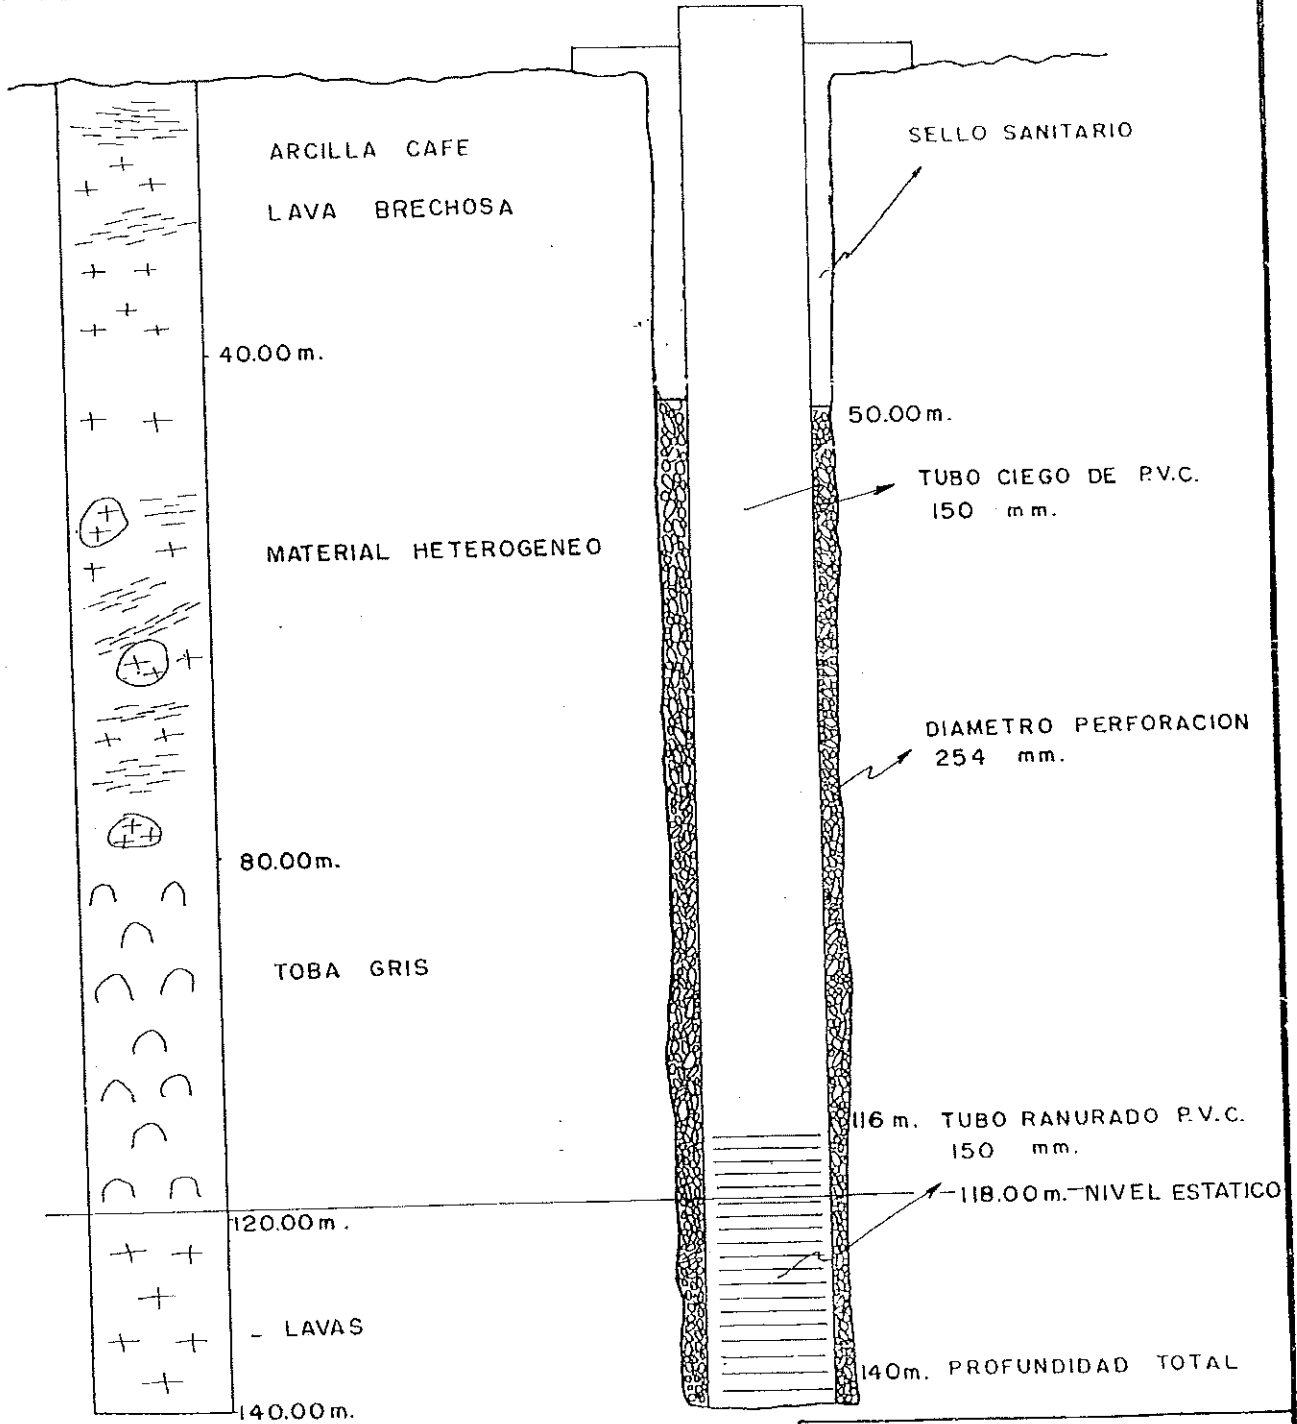 ARCILLA CAFE
LAVA BRECHOSA
40.00 m.
MATERIAL HETEROGENEO
80.00 m.
TOBA GRIS
120.00 m.
LAVAS
140.00 m.
SELLO SANITARIO
50.00 m.
TUBO CIEGO DE P.V.C.
150 mm.
DIAMETRO PERFORACION
254 mm.
116 m. TUBO RANURADO P.V.C.
150 mm.
118.00 m. NIVEL ESTATICO
140 m. PROFUNDIDAD TOTAL